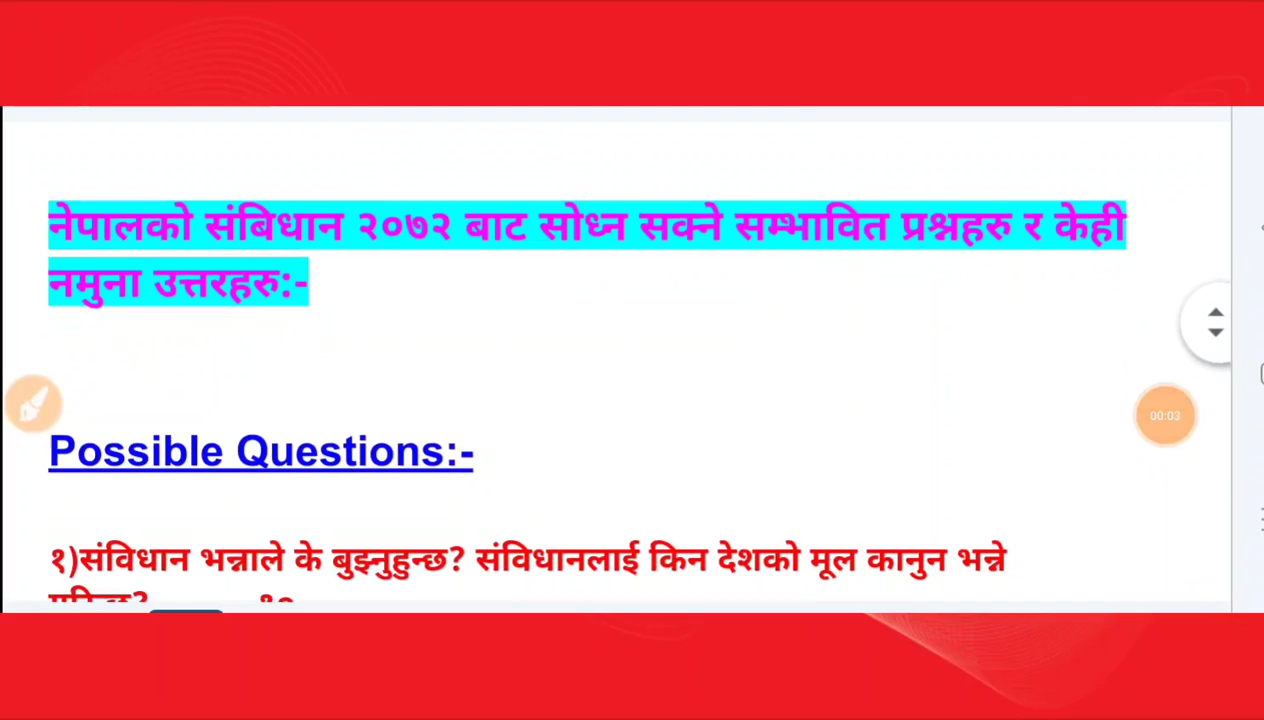 नेपालको संबिधान २०७२ बाट सोध्न सक्ने सम्भावित प्रश्नहरु र केही
नमुना उत्तरहरु:-
00:03
Possible Questions:-
१)संविधान भन्नाले के बुझ्नुहुन्छ? संविधानलाई किन देशको मूल कानुन भन्ने